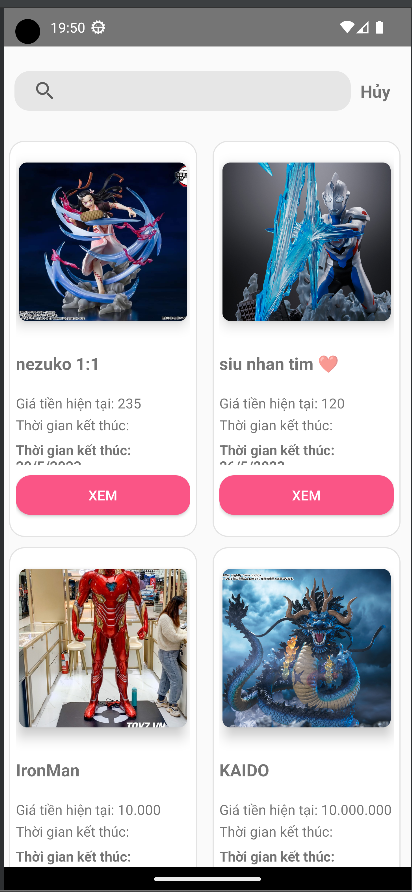 19:50
Hủy
nezuko 1:1
Giá tiền hiện tại: 235
Thời gian kết thúc:
Thời gian kết thúc:
XEM
siu nhan tim ❤️
Giá tiền hiện tại: 120
Thời gian kết thúc:
Thời gian kết thúc:
26/5/2023
XEM
IronMan
Giá tiền hiện tại: 10.000
Thời gian kết thúc:
Thời gian kết thúc:
KAIDO
Giá tiền hiện tại: 10.000.000
Thời gian kết thúc:
Thời gian kết thúc: